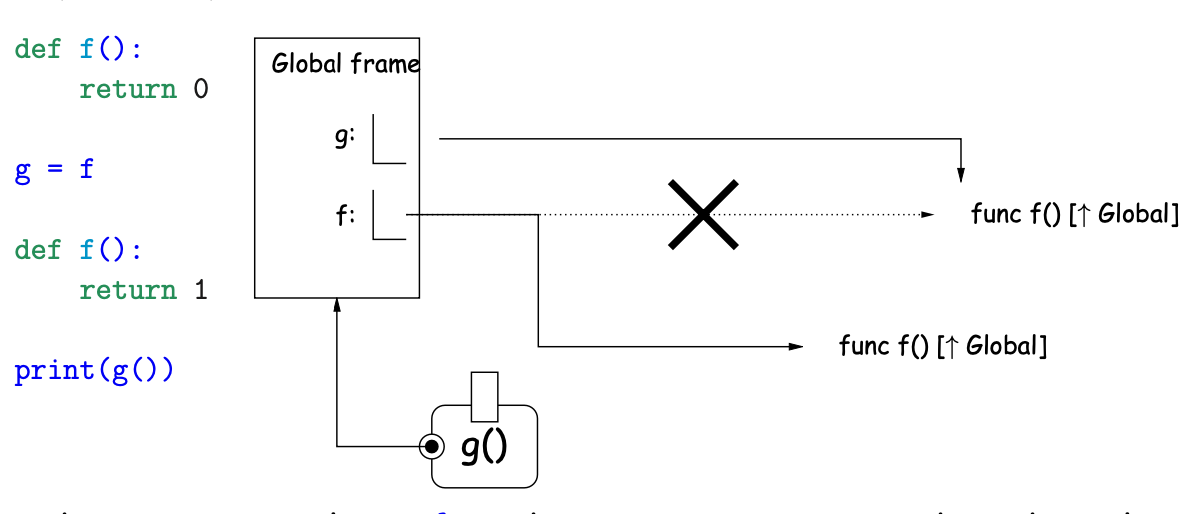 def f():
return 0
g = f
def f():
return 1
print(g())
Global frame
g:
f:
func f() [↑ Global]
func f() [↑ Global]
g()